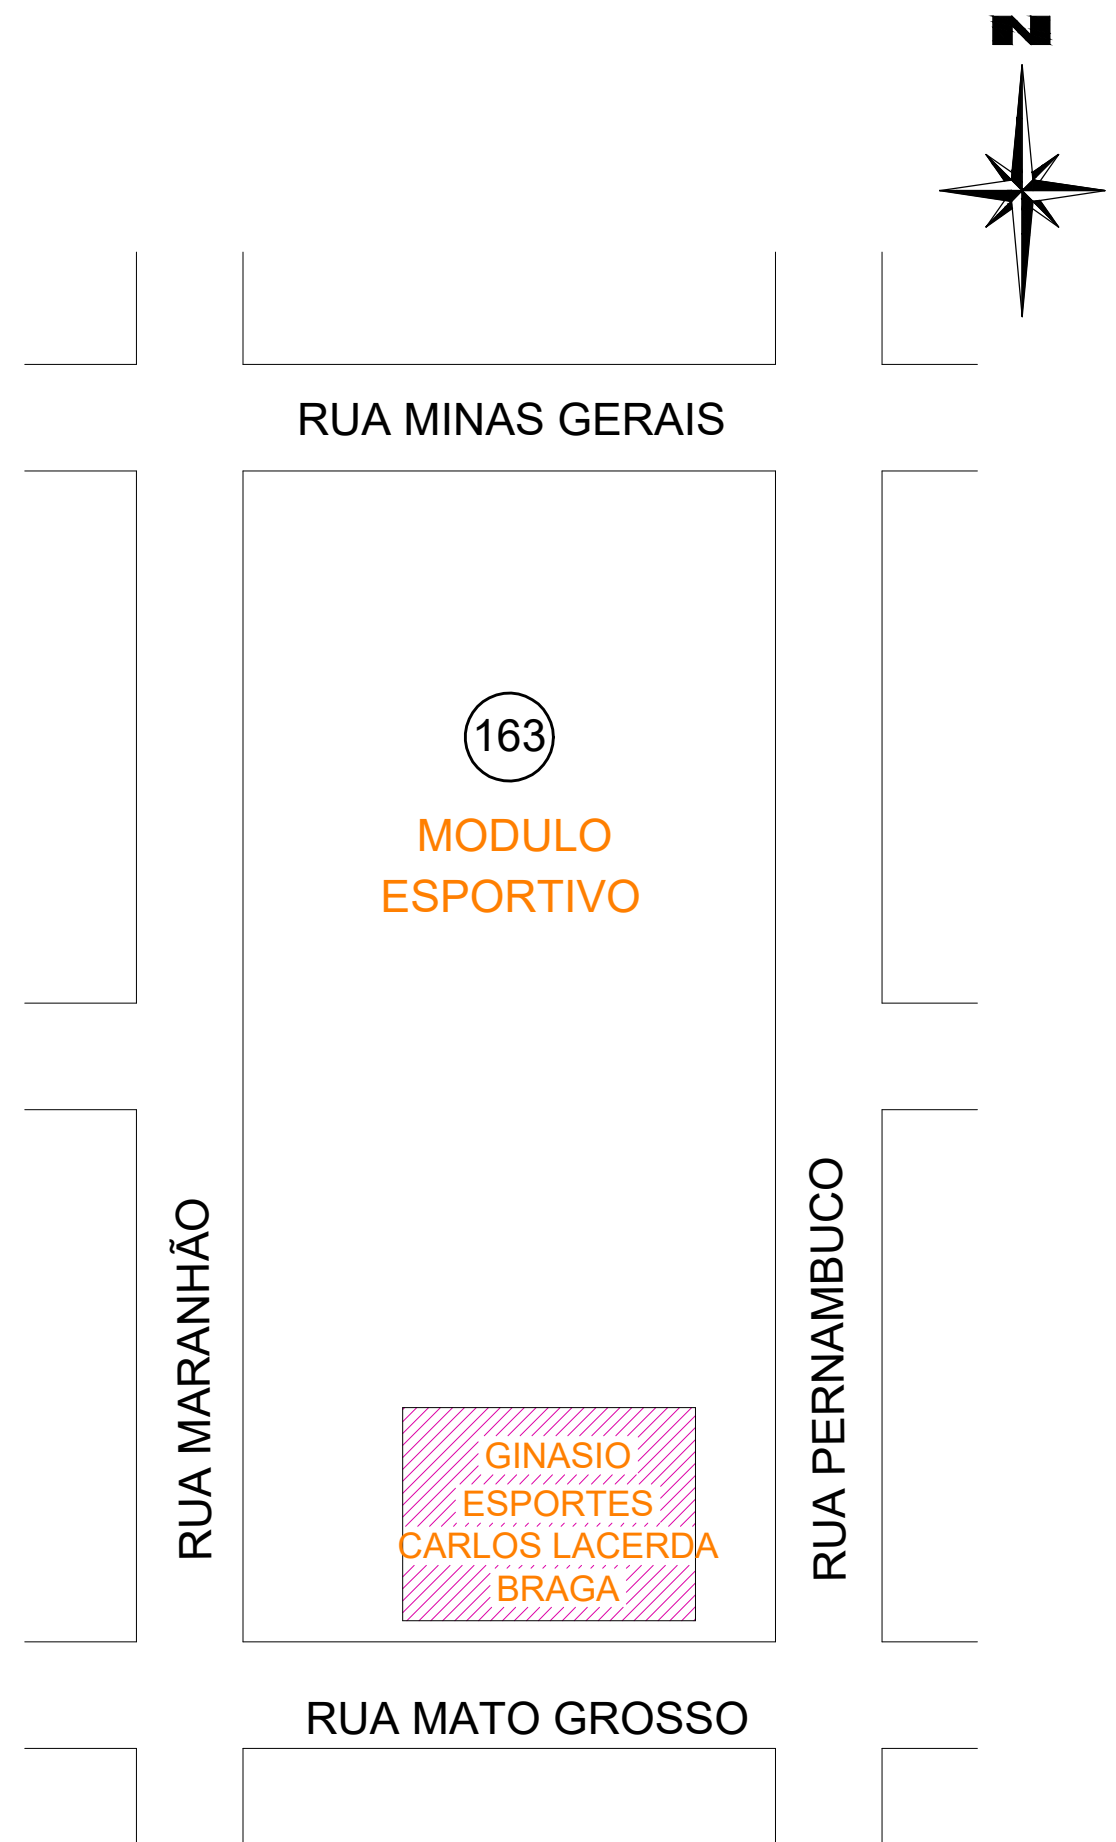 N
RUA MINAS GERAIS
163
MODULO
ESPORTIVO
RUA MARANHÃO
RUA PERNAMBUCO
GINASIO
ESPORTES
CARLOS LACERDA
BRAGA
RUA MATO GROSSO